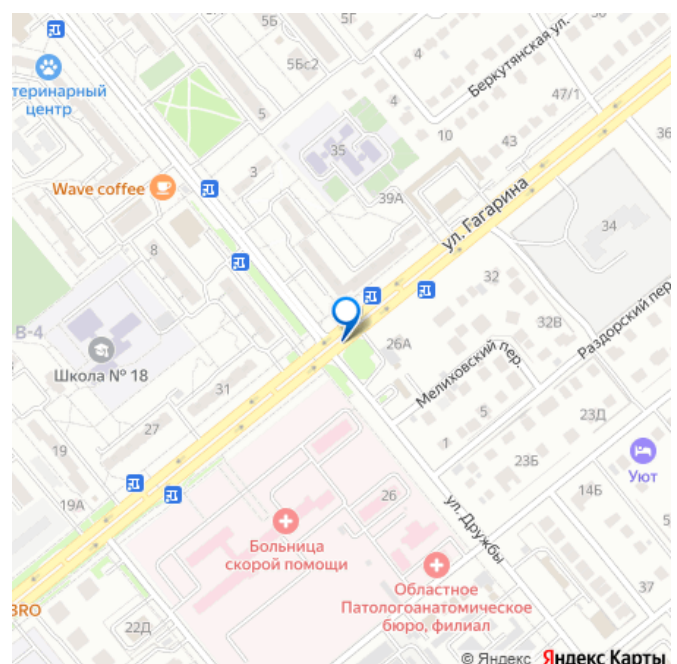 5Б
5Г
50
5Бс2
4
Беркутянская ул.
теринарный
центр
47/1
5
4
10
43
36
35
3
Wave coffee
39А
ул. Гагарина
34
8
32
В-4
32В
Раздорский пер.
26А
Школа № 18
Мелиховский пер.
31
5
23Д
27
1
19
23Б
Уют
14Б
19А
26
5
ул. Дружбы
Больница
скорой помощи
Областное
Патологоанатомическое
бюро, филиал
37
BRO
22Д
© Яндекс Яндекс Карты